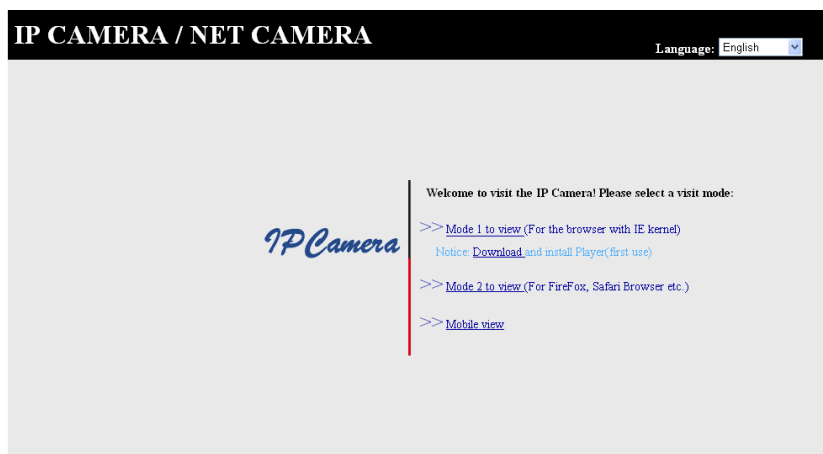 IP CAMERA / NET CAMERA
Language: English
Welcome to visit the IP Camera! Please select a visit mode:
IPCamera
>> Mode 1 to view (For the browser with IE kernel)
Notice: Download and install Player(first use)
>> Mode 2 to view (For FireFox, Safari Browser etc.)
>> Mobile view